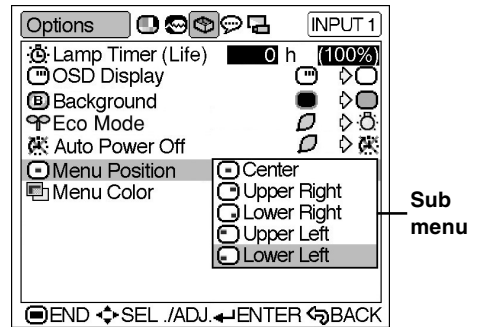 Options INPUT 1
Lamp Timer (Life) 0 h (100%)
OSD Display
B Background
Eco Mode
Auto Power Off
Menu Position
Menu Color
Center
Upper Right
Lower Right
Upper Left
Lower Left
Sub
menu
END SEL ./ADJ. ENTER BACK